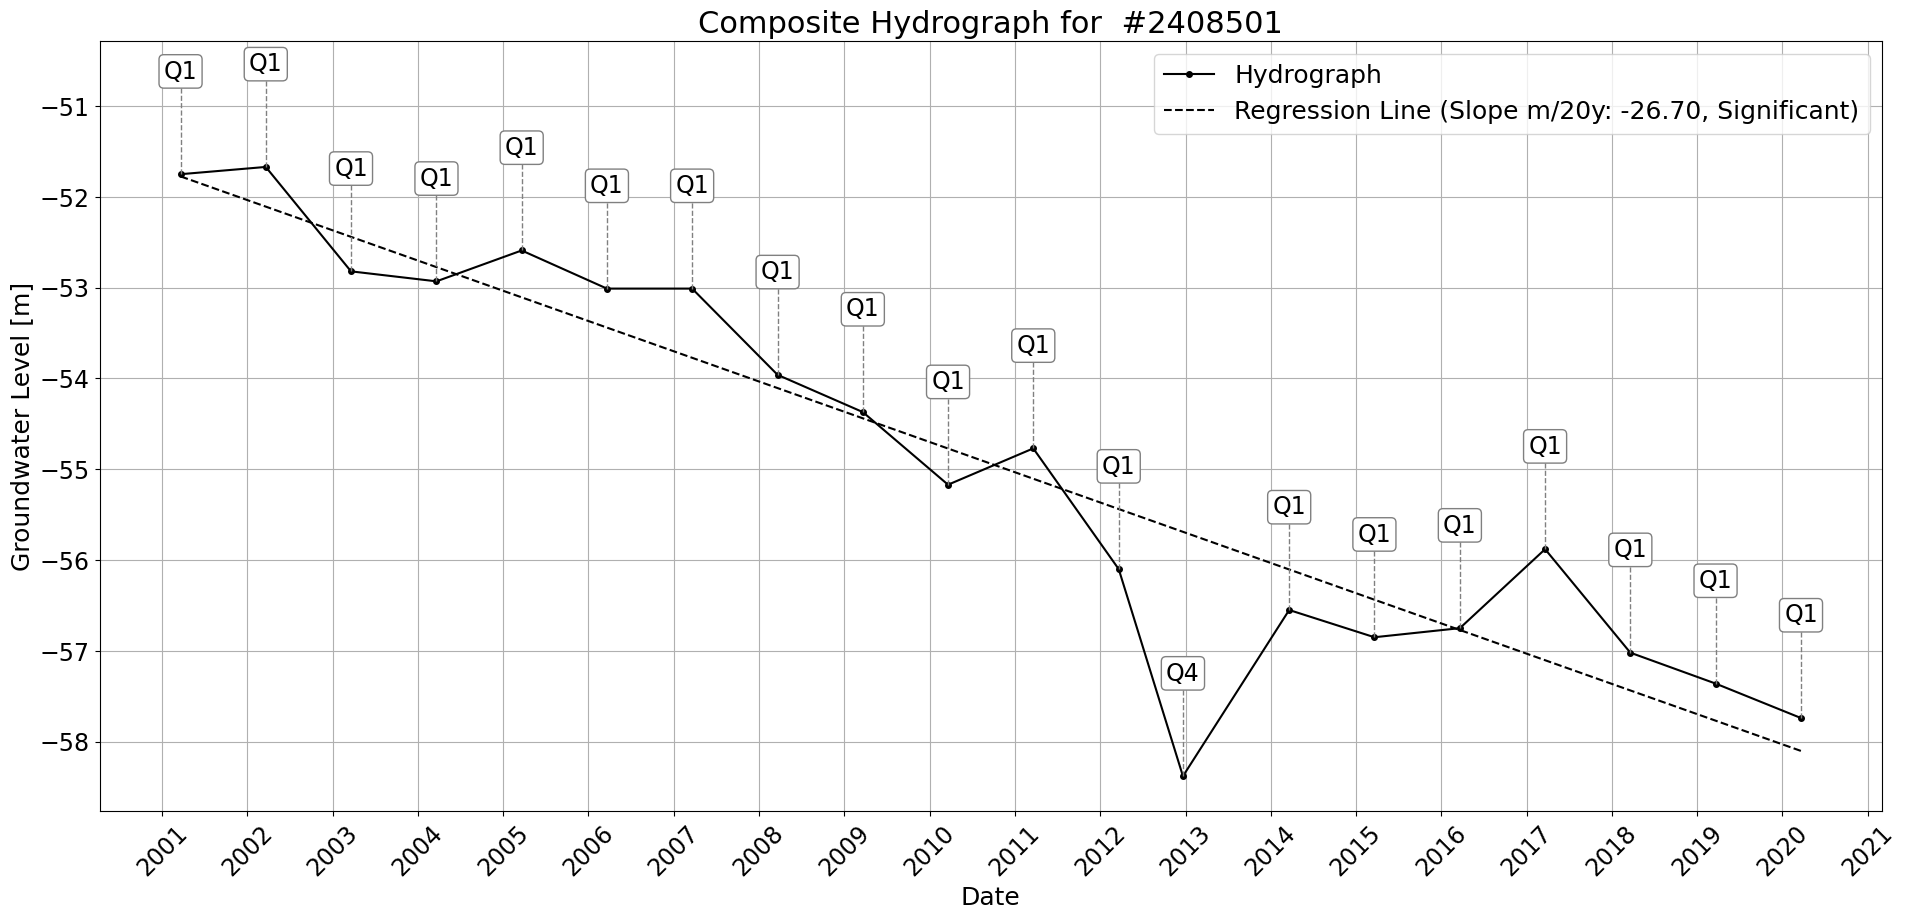 Composite Hydrograph for  #2408501
Hydrograph
Regression Line (Slope m/20y: -26.70, Significant)
Q1
Q1
Q1
Q1
Q1
Q1
Q1
Q1
Q1
Q1
Q1
Q1
Q4
Q1
Q1
Q1
Q1
Q1
Q1
Q1
Groundwater Level [m]
−51
−52
−53
−54
−55
−56
−57
−58
2001
2002
2003
2004
2005
2006
2007
2008
2009
2010
2011
2012
2013
2014
2015
2016
2017
2018
2019
2020
2021
Date